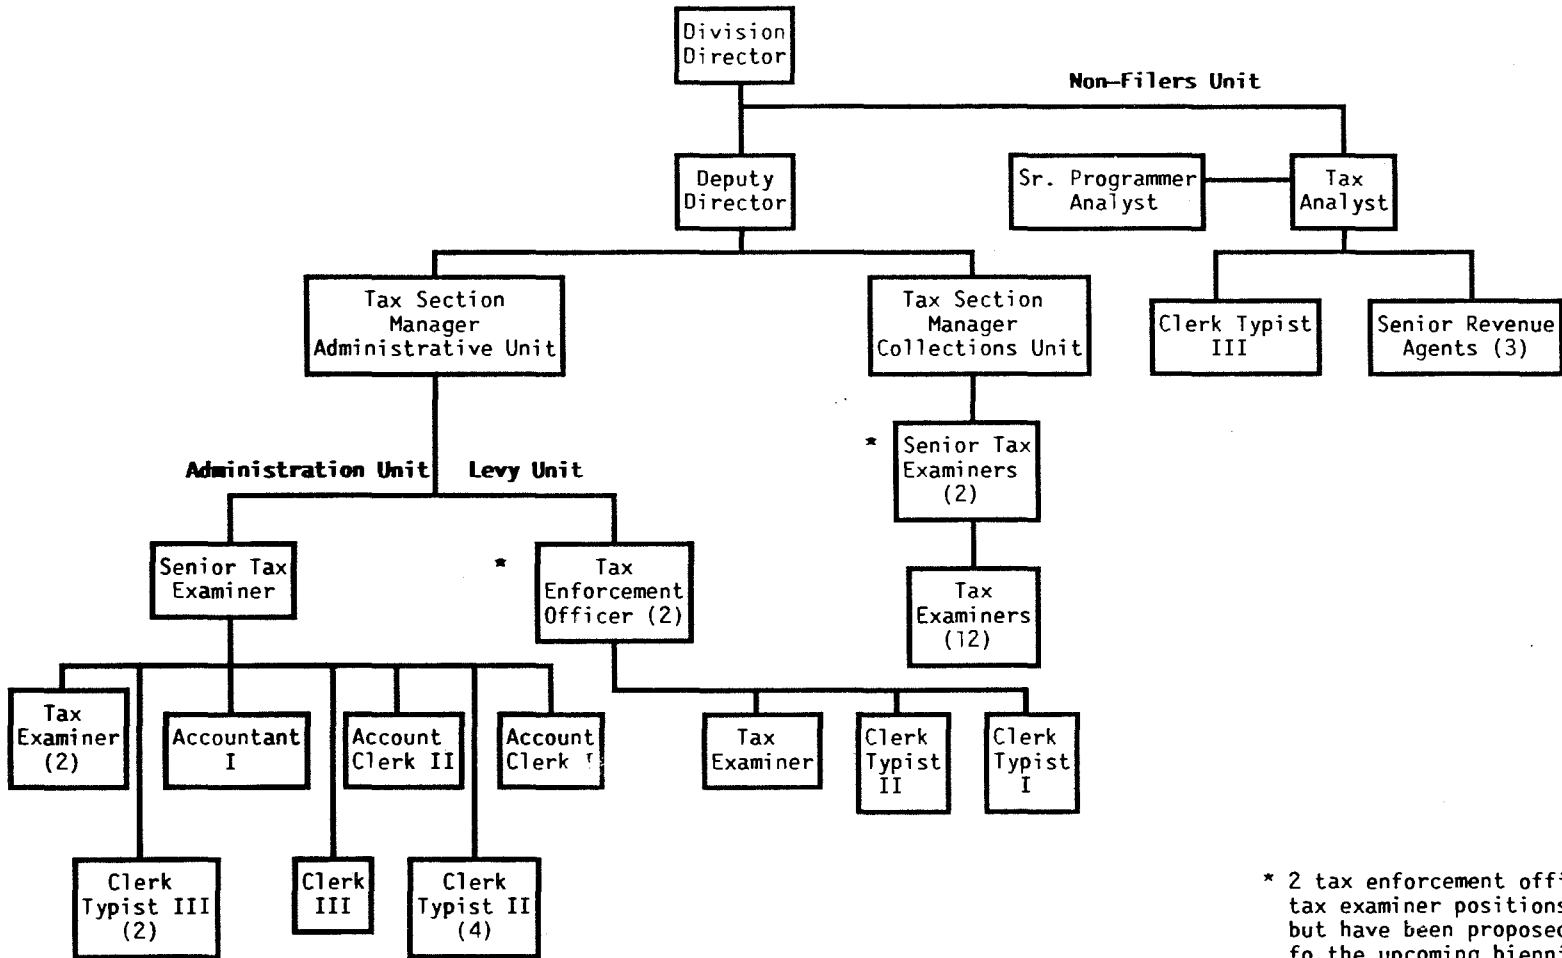 Division
Director
Non-Filers Unit
Deputy
Director
Sr. Programmer
Analyst
Tax
Analyst
Tax Section
Manager
Administrative Unit
Tax Section
Manager
Collections Unit
Clerk Typist
III
Senior Revenue
Agents (3)
* Senior Tax
Examiners
(2)
Administration Unit
Levy Unit
Senior Tax
Examiner
* Tax
Enforcement
Officer (2)
Tax
Examiners
(12)
Tax
Examiner
(2)
Accountant
I
Account
Clerk II
Account
Clerk
Tax
Examiner
Clerk
Typist
II
Clerk
Typist
I
Clerk
Typist III
(2)
Clerk
III
Clerk
Typist II
(4)
* 2 tax enforcement
tax examiner positions
but have been proposed
fo the upcoming